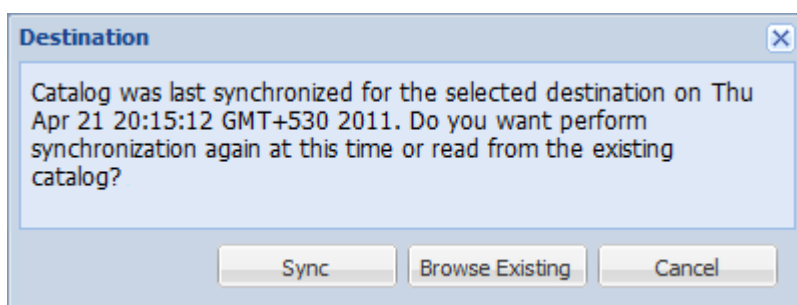 Destination
Catalog was last synchronized for the selected destination on Thu
Apr 21 20:15:12 GMT+530 2011. Do you want perform
synchronization again at this time or read from the existing
catalog?
Sync
Browse Existing
Cancel